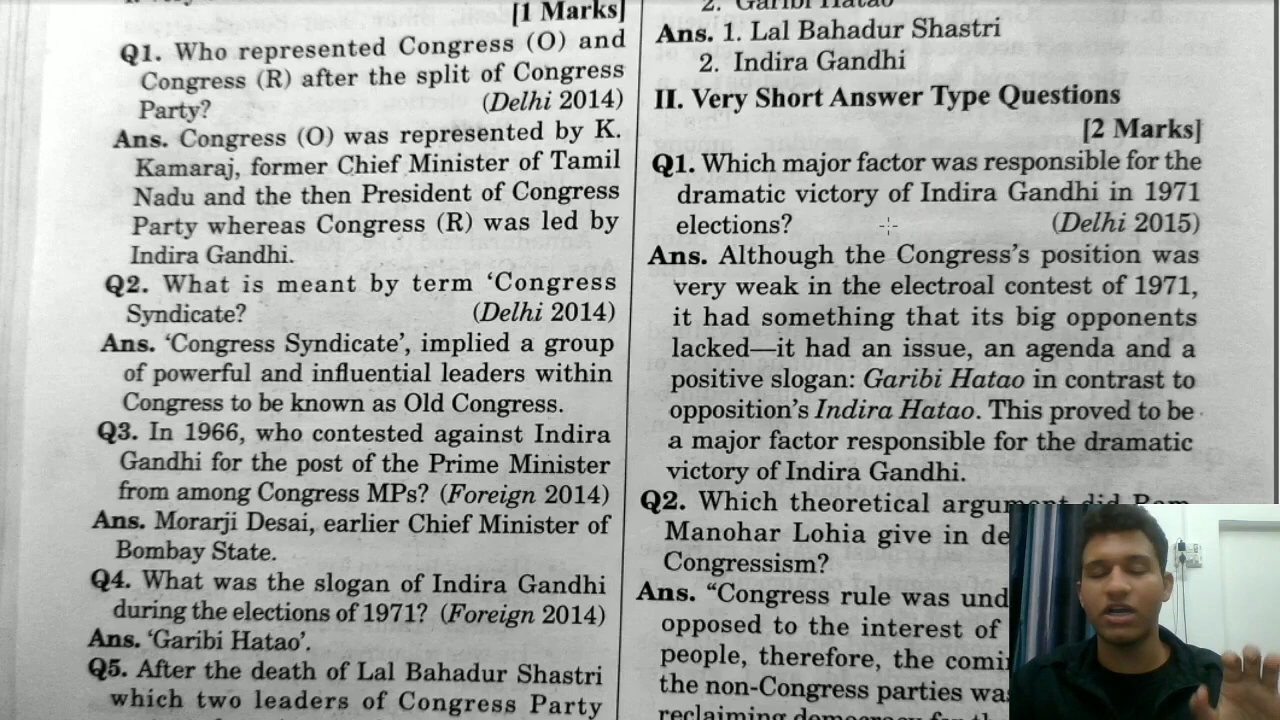 [1 Marks]
Q1. Who represented Congress (O) and
Congress (R) after the split of Congress
Party? (Delhi 2014)
Ans. Congress (O) was represented by K.
Kamaraj, former Chief Minister of Tamil
Nadu and the then President of Congress
Party whereas Congress (R) was led by
Indira Gandhi.
Q2. What is meant by term ‘Congress
Syndicate? (Delhi 2014)
Ans. ‘Congress Syndicate’, implied a group
of powerful and influential leaders within
Congress to be known as Old Congress.
Q3. In 1966, who contested against Indira
Gandhi for the post of the Prime Minister
from among Congress MPs? (Foreign 2014)
Ans. Morarji Desai, earlier Chief Minister of
Bombay State.
Q4. What was the slogan of Indira Gandhi
during the elections of 1971? (Foreign 2014)
Ans. ‘Garibi Hatao’.
Q5. After the death of Lal Bahadur Shastri
which two leaders of Congress Party
2. Garibi Hatao
Ans. 1. Lal Bahadur Shastri
2. Indira Gandhi
II. Very Short Answer Type Questions
[2 Marks]
Q1. Which major factor was responsible for the
dramatic victory of Indira Gandhi in 1971
elections? (Delhi 2015)
Ans. Although the Congress’s position was
very weak in the electroal contest of 1971,
it had something that its big opponents
lacked—it had an issue, an agenda and a
positive slogan: Garibi Hatao in contrast to
opposition’s Indira Hatao. This proved to be
a major factor responsible for the dramatic
victory of Indira Gandhi.
Q2. Which theoretical argument did Ram
Manohar Lohia give in de
Congressism?
Ans. “Congress rule was und
opposed to the interest of
people, therefore, the comi
the non-Congress parties wa
reclaiming democracy for the